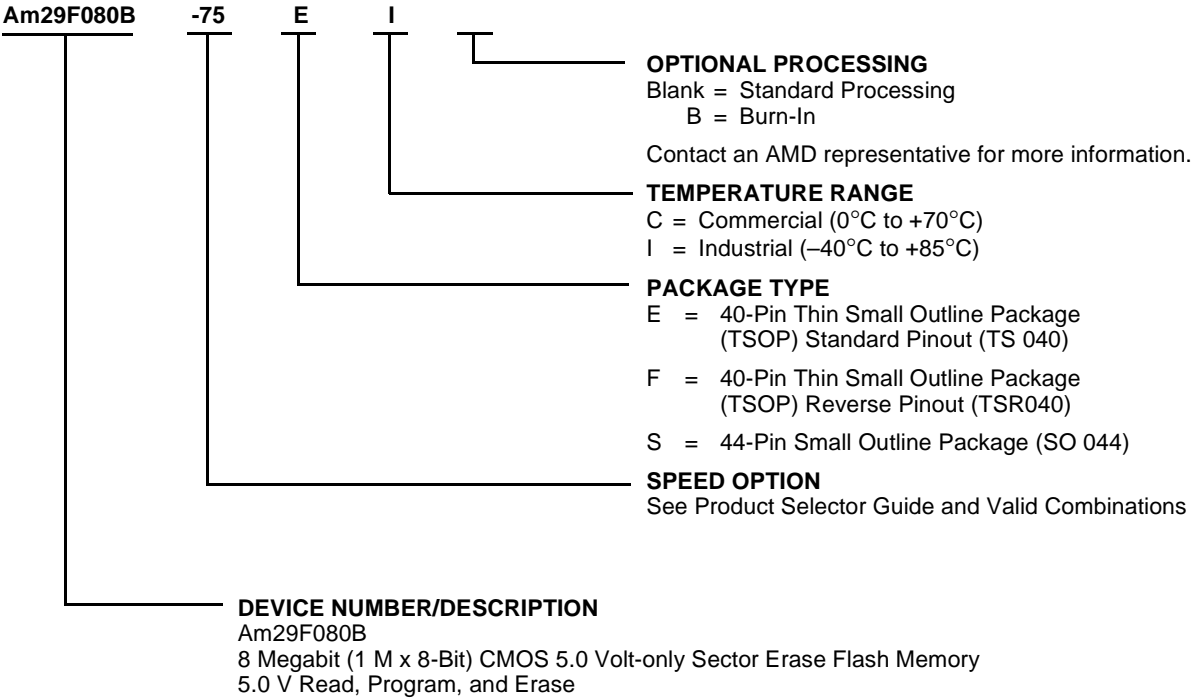 Am29F080B -75 E I
OPTIONAL PROCESSING
Blank = Standard Processing
B = Burn-In
Contact an AMD representative for more information.
TEMPERATURE RANGE
C = Commercial (0°C to +70°C)
I = Industrial (–40°C to +85°C)
PACKAGE TYPE
E = 40-Pin Thin Small Outline Package
(TSOP) Standard Pinout (TS 040)
F = 40-Pin Thin Small Outline Package
(TSOP) Reverse Pinout (TSR040)
S = 44-Pin Small Outline Package (SO 044)
SPEED OPTION
See Product Selector Guide and Valid Combinations
DEVICE NUMBER/DESCRIPTION
Am29F080B
8 Megabit (1 M x 8-Bit) CMOS 5.0 Volt-only Sector Erase Flash Memory
5.0 V Read, Program, and Erase